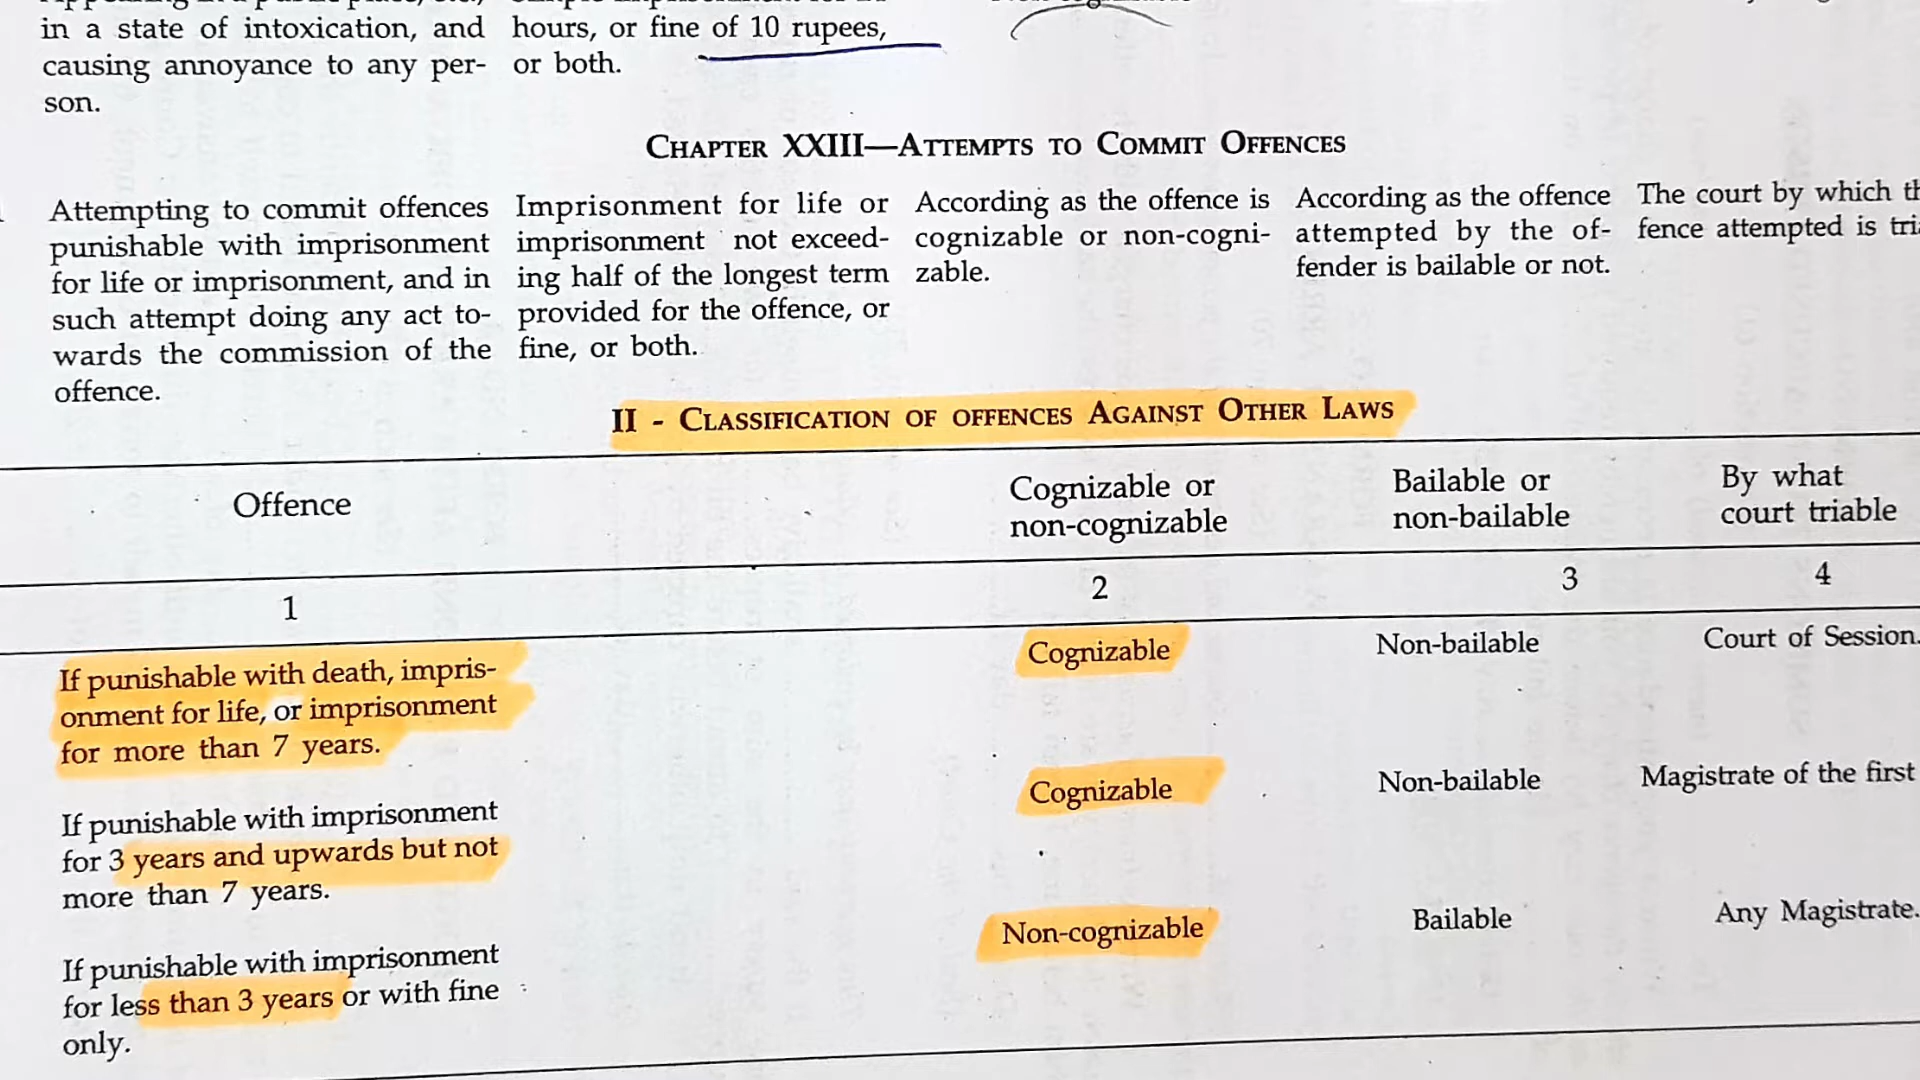 in a state of intoxication, and hours, or fine of 10 rupees,
causing annoyance to any per- or both.
son.
CHAPTER XXIII—ATTEMPTS TO COMMIT OFFENCES
Attempting to commit offences
punishable with imprisonment
for life or imprisonment, and in
such attempt doing any act to-
wards the commission of the
offence.
Imprisonment for life or
imprisonment not exceed-
ing half of the longest term
provided for the offence, or
fine, or both.
According as the offence is
cognizable or non-cogni-
zable.
According as the offence
attempted by the of-
fender is bailable or not.
The court by which
fence attempted is
II - CLASSIFICATION OF OFFENCES AGAINST OTHER LAWS
Offence
Cognizable or
non-cognizable
Bailable or
non-bailable
By what
court triable
1 2 3 4
If punishable with death, impris-
onment for life, or imprisonment
for more than 7 years.
Cognizable
Non-bailable
Court of Session.
If punishable with imprisonment
for 3 years and upwards but not
more than 7 years.
Cognizable
Non-bailable
Magistrate of the first
If punishable with imprisonment
for less than 3 years or with fine
only.
Non-cognizable
Bailable
Any Magistrate.